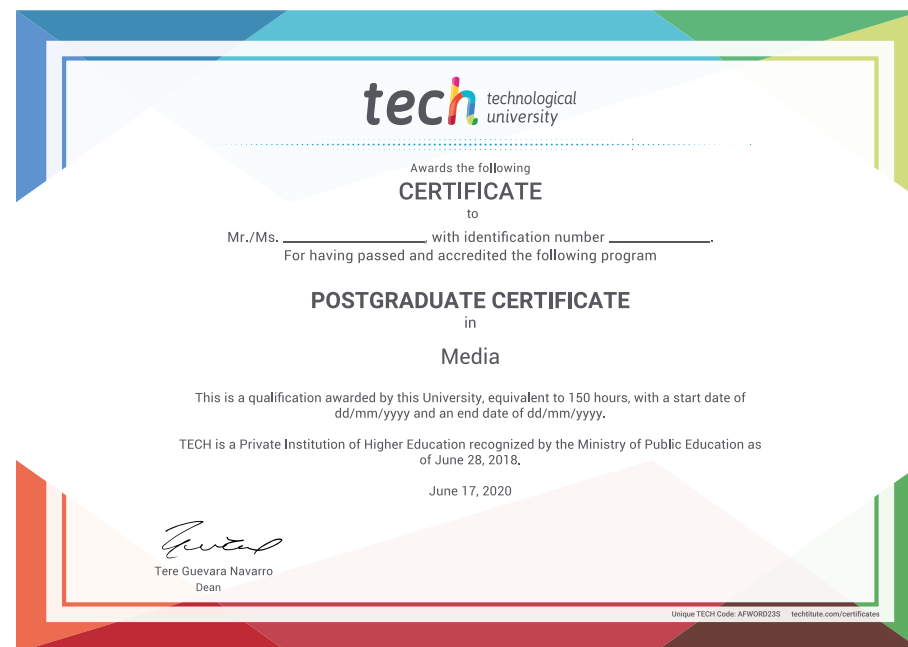 tech technological
university
Awards the following
CERTIFICATE
to
Mr./Ms. ____________________, with identification number ______________.
For having passed and accredited the following program
POSTGRADUATE CERTIFICATE
in
Media
This is a qualification awarded by this University, equivalent to 150 hours, with a start date of
dd/mm/yyyy and an end date of dd/mm/yyyy.
TECH is a Private Institution of Higher Education recognized by the Ministry of Public Education as
of June 28, 2018.
June 17, 2020
Tere Guevara Navarro
Dean
Unique TECH Code: AFWORD23S techtitute.com/certificates